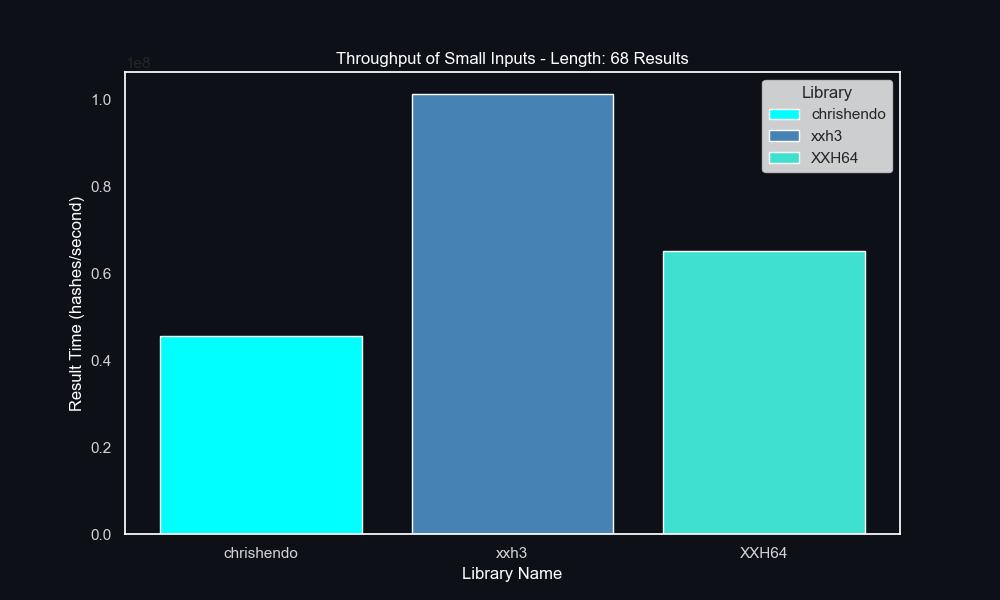 Throughput of Small Inputs - Length: 68 Results
1e8
Library
chrishendo
xxh3
XXH64
1.0
0.8
0.6
0.4
0.2
0.0
Result Time (hashes/second)
chrishendo xxh3 XXH64
Library Name